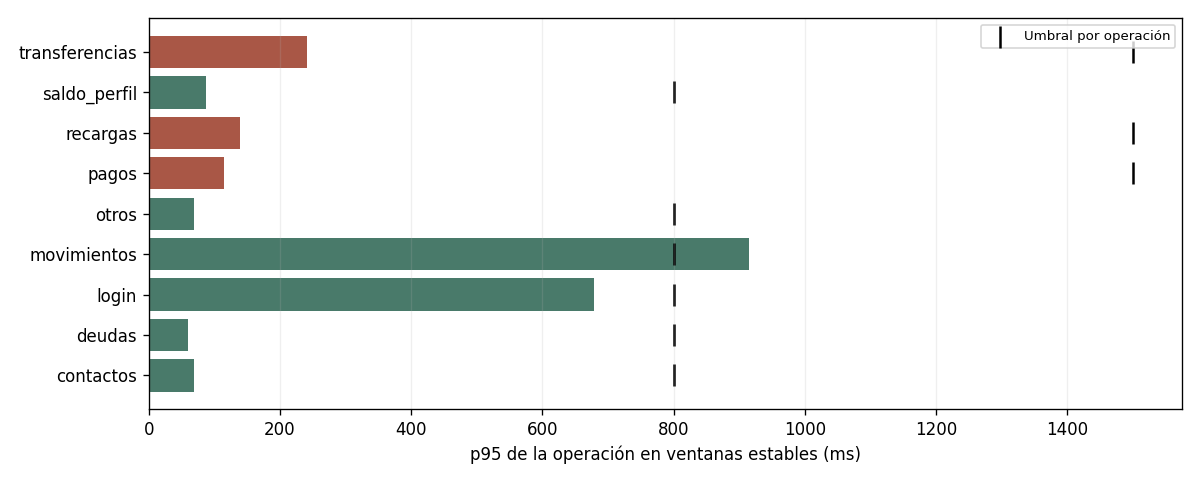 Umbral por operación
transferencias
saldo_perfil
recargas
pagos
otros
movimientos
login
deudas
contactos
0 200 400 600 800 1000 1200 1400
p95 de la operación en ventanas estables (ms)